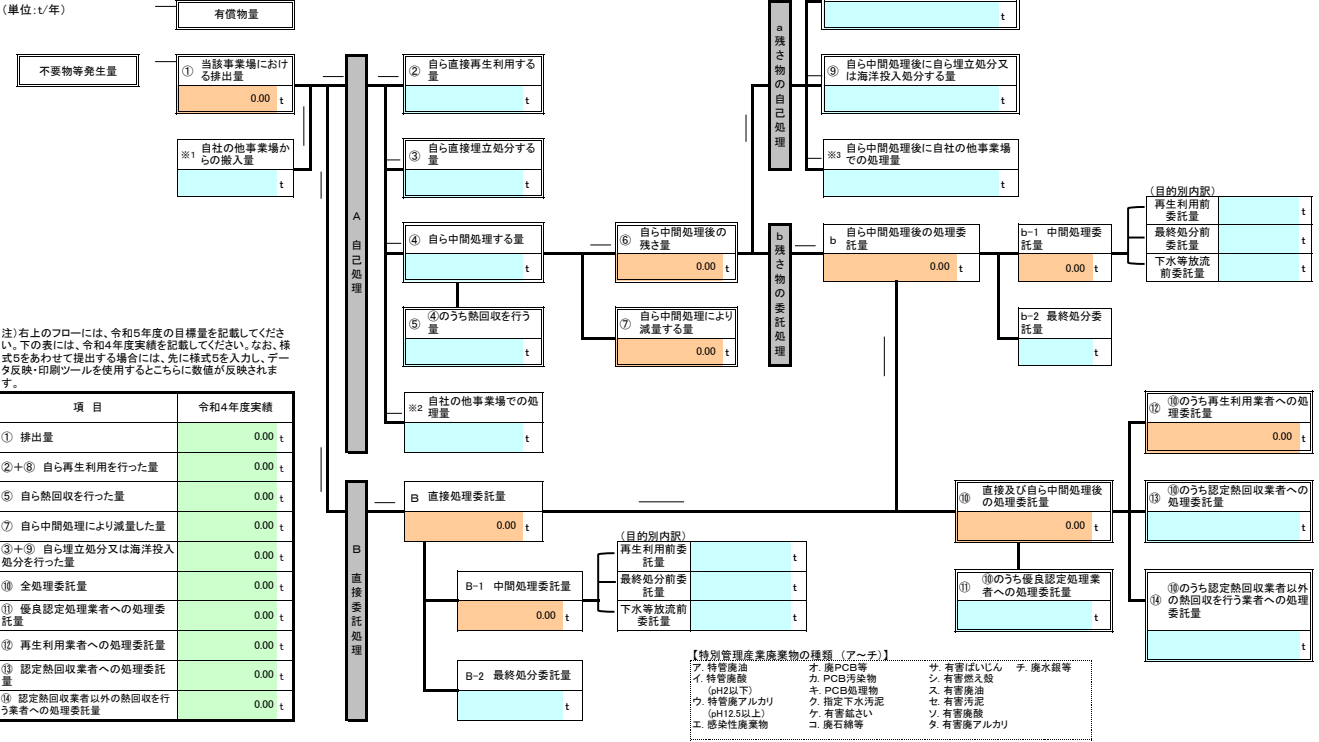 (単位:t/年)
有償物量
不要物等発生量
① 当該事業場におけ
る排出量
0.00 t
※1 自社の他事業場か
らの搬入量
t
A 自己処理
② 自ら直接再生利用する
量
t
③ 自ら直接埋立処分する
量
t
④ 自ら中間処理する量
t
⑤ ④のうち熱回収を行う
量
t
※2 自社の他事業場での処
理量
t
⑥ 自ら中間処理後の
残さ量
0.00 t
⑦ 自ら中間処理により
減量する量
0.00 t
a 残さ物の自己処理
t
⑨ 自ら中間処理後に自ら埋立処分又
は海洋投入処分する量
t
※3 自ら中間処理後に自社の他事業場
での処理量
t
b 残さ物の委託処理
b 自ら中間処理後の処理委
託量
0.00 t
b-1 中間処理委
託量
0.00 t
(目的別内訳)
再生利用前
委託量
t
最終処分前
委託量
t
下水等放流
前委託量
t
b-2 最終処分委
託量
t
注)右上のフローには、令和5年度の目標量を記載してくださ
い。下の表には、令和4年度実績を記載してください。なお、様
式5をあわせて提出する場合には、先に様式5を入力し、デー
タ反映・印刷ツールを使用するとこちらに数値が反映されま
す。
項 目 令和4年度実績
① 排出量 0.00 t
②+⑧ 自ら再生利用を行った量 0.00 t
⑤ 自ら熱回収を行った量 0.00 t
⑦ 自ら中間処理により減量した量 0.00 t
③+⑨ 自ら埋立処分又は海洋投入
処分を行った量 0.00 t
⑩ 全処理委託量 0.00 t
⑪ 優良認定処理業者への処理委
託量 0.00 t
⑫ 再生利用業者への処理委託量 0.00 t
⑬ 認定熱回収業者への処理委託
量 0.00 t
⑭ 認定熱回収業者以外の熱回収を行
う業者への処理委託量 0.00 t
B 直接委託処理
B 直接処理委託量
0.00 t
B-1 中間処理委託量
0.00 t
(目的別内訳)
再生利用前委
託量
t
最終処分前委
託量
t
下水等放流前
委託量
t
B-2 最終処分委託量
t
⑩ 直接及び自ら中間処理後
の処理委託量
0.00 t
⑪ ⑩のうち優良認定処理業
者への処理委託量
t
⑫ ⑩のうち再生利用業者への処
理委託量
0.00 t
⑬ ⑩のうち認定熱回収業者への
処理委託量
t
⑭ ⑩のうち認定熱回収業者以外
の熱回収を行う業者への処理
委託量
t
【特別管理産業廃棄物の種類 (ア~チ)】
ア. 特管廃油 オ. 廃PCB等 サ. 有害ばいじん チ. 廃水銀等
イ. 特管廃酸 カ. PCB汚染物 シ. 有害燃え殻
(pH2以下) キ. PCB処理物 ス. 有害廃油
ウ. 特管廃アルカリ ク. 指定下水汚泥 セ. 有害汚泥
(pH12.5以上) ケ. 有害鉱さい ソ. 有害廃酸
エ. 感染性廃棄物 コ. 廃石綿等 タ. 有害廃アルカリ